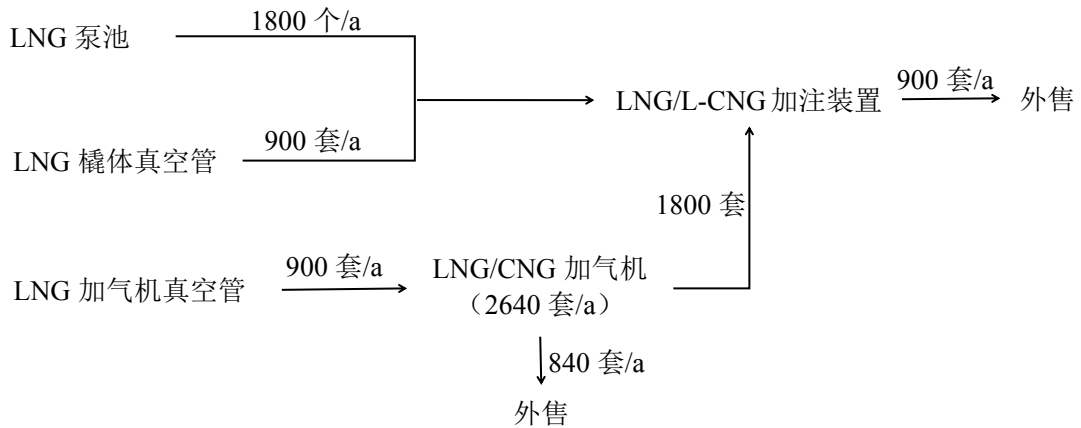 LNG 泵池
1800 个/a
LNG 橇体真空管
900 套/a
LNG/L-CNG 加注装置
900 套/a
外售
1800 套
LNG 加气机真空管
900 套/a
LNG/CNG 加气机
（2640 套/a）
840 套/a
外售